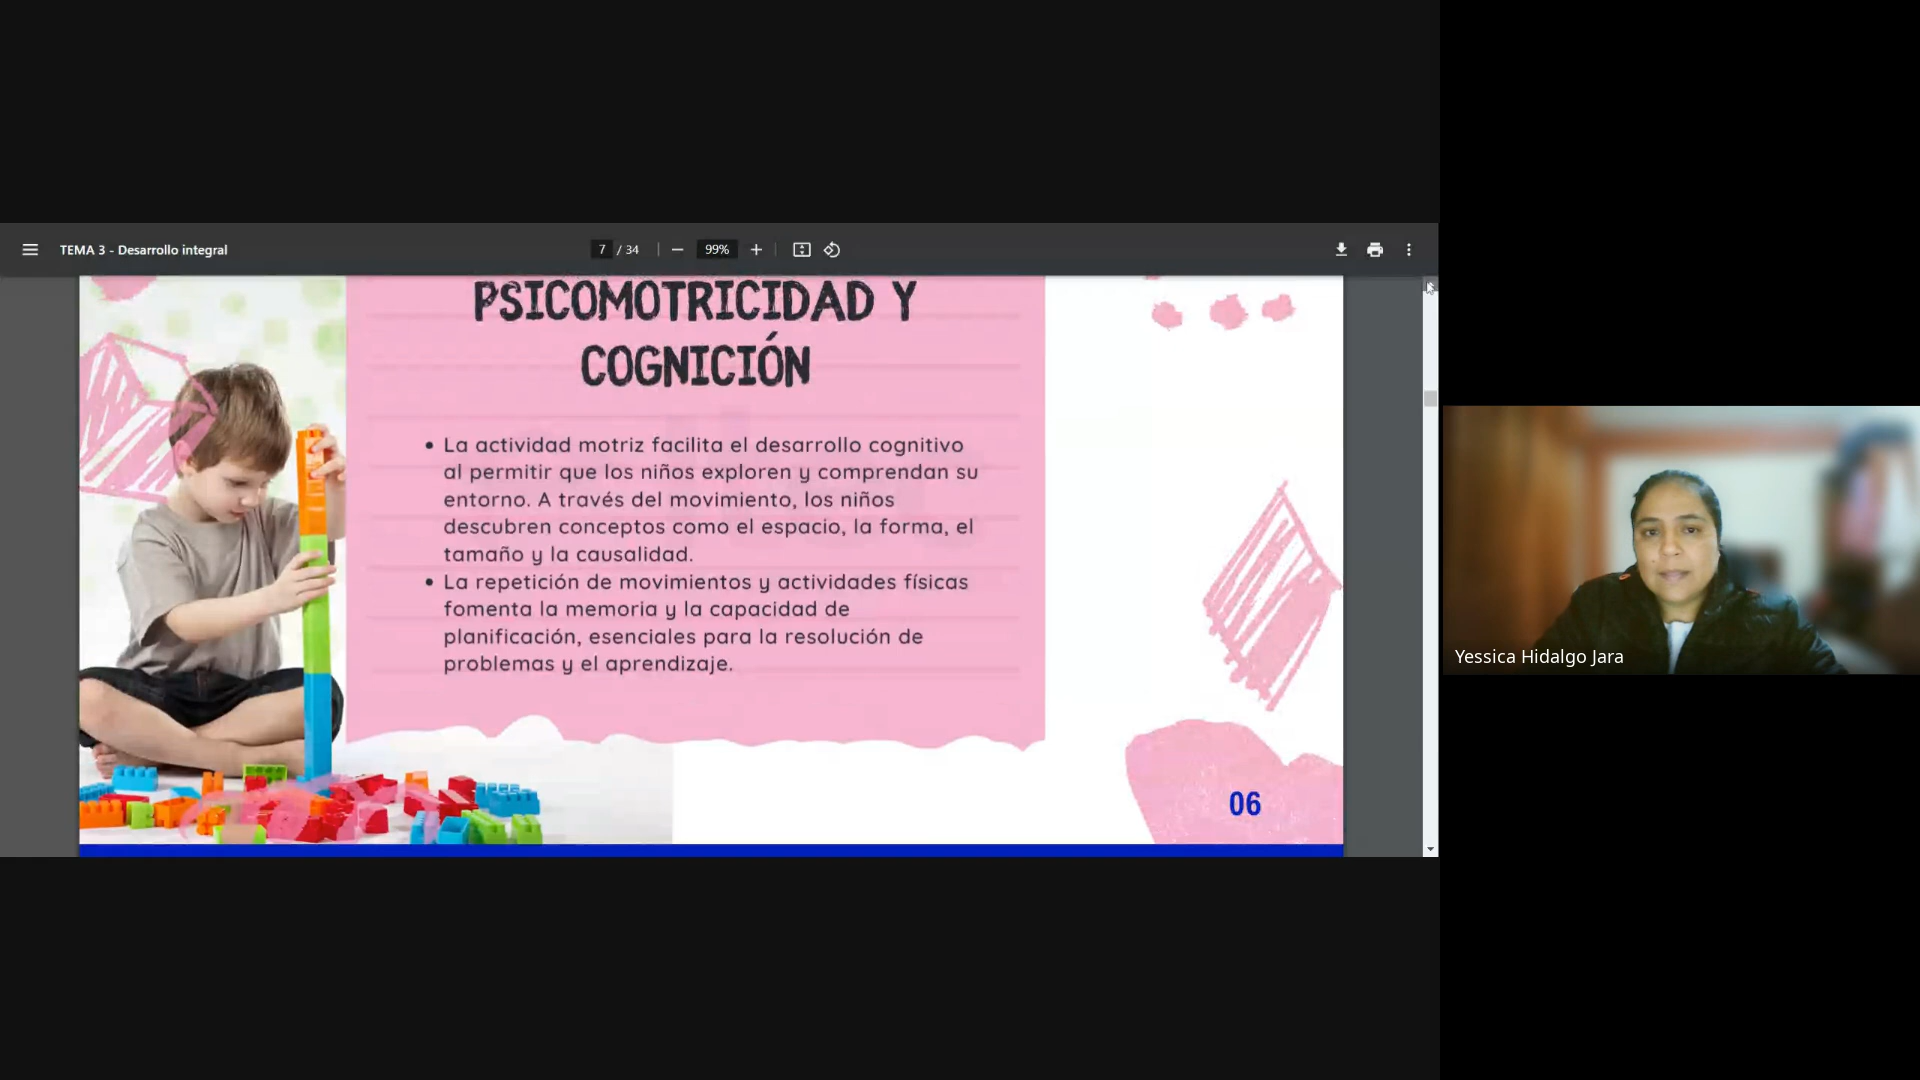 TEMA 3 - Desarrollo integral
7 / 34
99%
PSICOMOTRICIDAD Y
COGNICIÓN
• La actividad motriz facilita el desarrollo cognitivo
al permitir que los niños exploren y comprendan su
entorno. A través del movimiento, los niños
descubren conceptos como el espacio, la forma, el
tamaño y la causalidad.
• La repetición de movimientos y actividades físicas
fomenta la memoria y la capacidad de
planificación, esenciales para la resolución de
problemas y el aprendizaje.
06
Yessica Hidalgo Jara